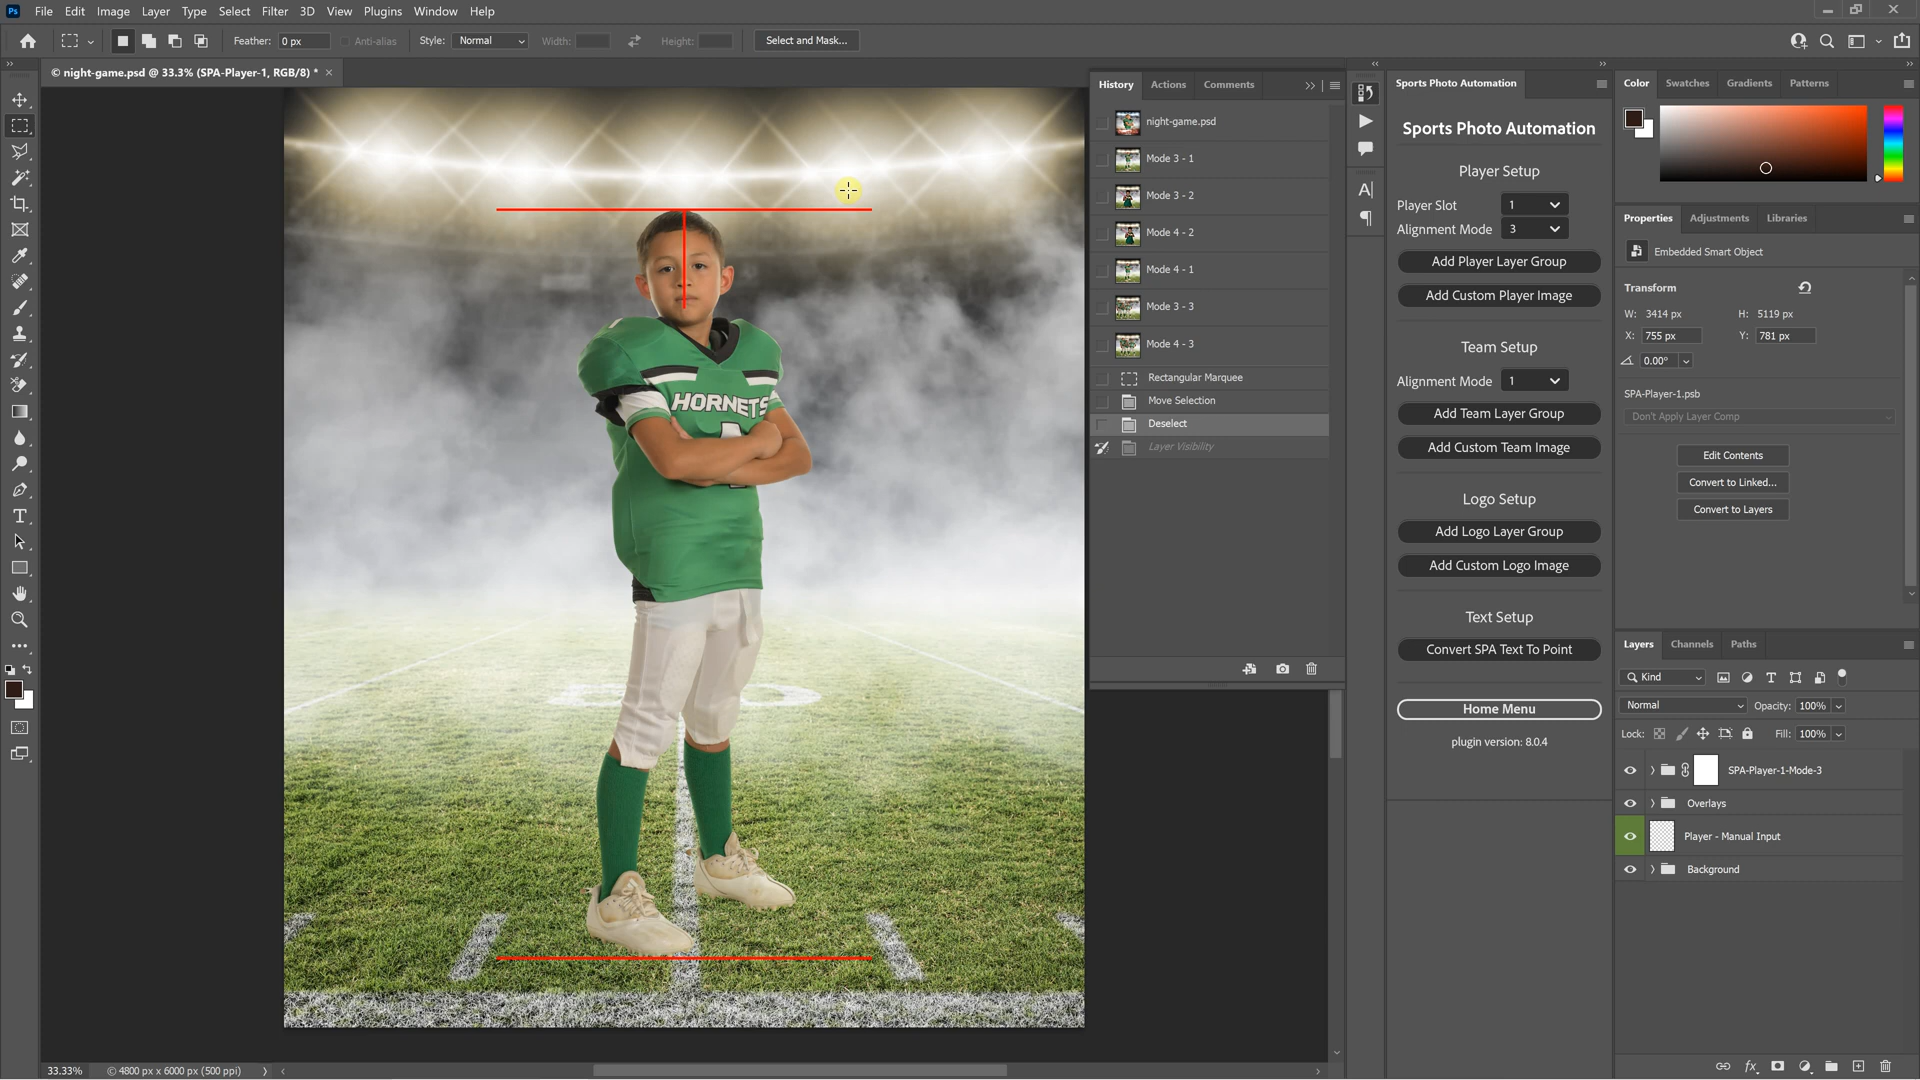 Ps File Edit Image Layer Type Select Filter 3D View Plugins Window Help
Feather: 0 px Anti-alias Style: Normal Width: Height: Select and Mask...
© night-game.psd @ 33.3% (SPA-Player-1, RGB/8) *
History Actions Comments
night-game.psd
Mode 3 - 1
Mode 3 - 2
Mode 4 - 2
Mode 4 - 1
Mode 3 - 3
Mode 4 - 3
Rectangular Marquee
Move Selection
Deselect
Layer Visibility
HORNETS
Sports Photo Automation
Sports Photo Automation
Player Setup
Player Slot 1
Alignment Mode 3
Add Player Layer Group
Add Custom Player Image
Team Setup
Alignment Mode 1
Add Team Layer Group
Add Custom Team Image
Logo Setup
Add Logo Layer Group
Add Custom Logo Image
Text Setup
Convert SPA Text To Point
Home Menu
plugin version: 8.0.4
Color Swatches Gradients Patterns
Properties Adjustments Libraries
Embedded Smart Object
Transform
W: 3414 px H: 5119 px
X: 755 px Y: 781 px
0.00°
SPA-Player-1.psb
Don't Apply Layer Comp
Edit Contents
Convert to Linked...
Convert to Layers
Layers Channels Paths
Kind
Normal Opacity: 100%
Lock: Fill: 100%
SPA-Player-1-Mode-3
Overlays
Player - Manual Input
Background
fx
33.33% © 4800 px x 6000 px (500 ppi)